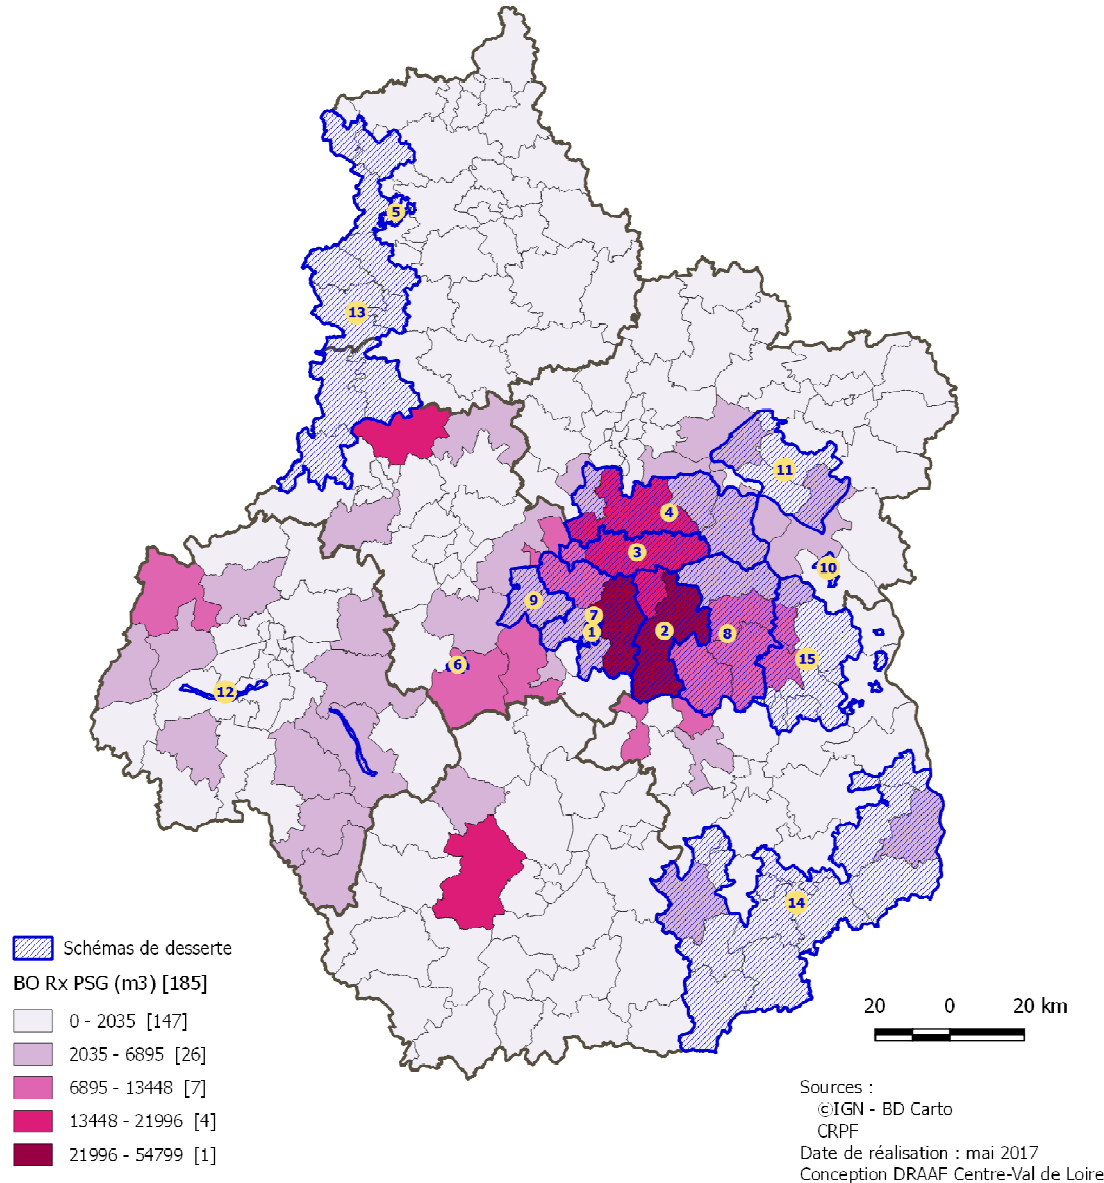 5
13
11
4
3
10
9
7
1
2
8
15
6
12
14
Schémas de desserte
BO Rx PSG (m3) [185]
0 - 2035 [147]
2035 - 6895 [26]
6895 - 13448 [7]
13448 - 21996 [4]
21996 - 54799 [1]
20 0 20 km
Sources :
©IGN - BD Carto
CRPF
Date de réalisation : mai 2017
Conception DRAAF Centre-Val de Loire